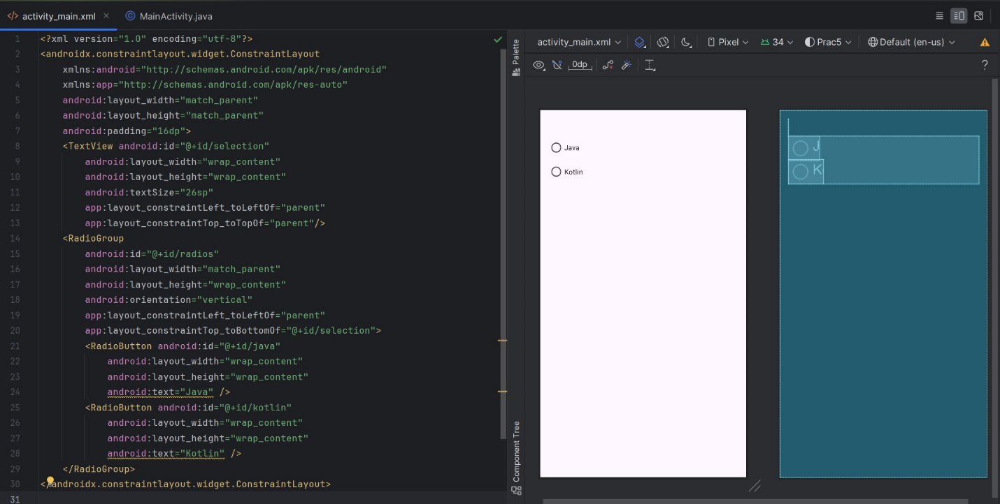 activity_main.xml
MainActivity.java
1 <?xml version="1.0" encoding="utf-8"?>
2 <androidx.constraintlayout.widget.ConstraintLayout
3 xmlns:android="http://schemas.android.com/apk/res/android"
4 xmlns:app="http://schemas.android.com/apk/res-auto"
5 android:layout_width="match_parent"
6 android:layout_height="match_parent"
7 android:padding="16dp">
8 <TextView android:id="@+id/selection"
9 android:layout_width="wrap_content"
10 android:layout_height="wrap_content"
11 android:textSize="26sp"
12 app:layout_constraintLeft_toLeftOf="parent"
13 app:layout_constraintTop_toTopOf="parent"/>
14 <RadioGroup
15 android:id="@+id/radios"
16 android:layout_width="match_parent"
17 android:layout_height="wrap_content"
18 android:orientation="vertical"
19 app:layout_constraintLeft_toLeftOf="parent"
20 app:layout_constraintTop_toBottomOf="@+id/selection">
21 <RadioButton android:id="@+id/java"
22 android:layout_width="wrap_content"
23 android:layout_height="wrap_content"
24 android:text="Java" />
25 <RadioButton android:id="@+id/kotlin"
26 android:layout_width="wrap_content"
27 android:layout_height="wrap_content"
28 android:text="Kotlin" />
29 </RadioGroup>
30 </androidx.constraintlayout.widget.ConstraintLayout>
31
Palette
Component Tree
activity_main.xml Pixel 34 Prac5 Default (en-us)
0dp ?
Java
Kotlin
J
K